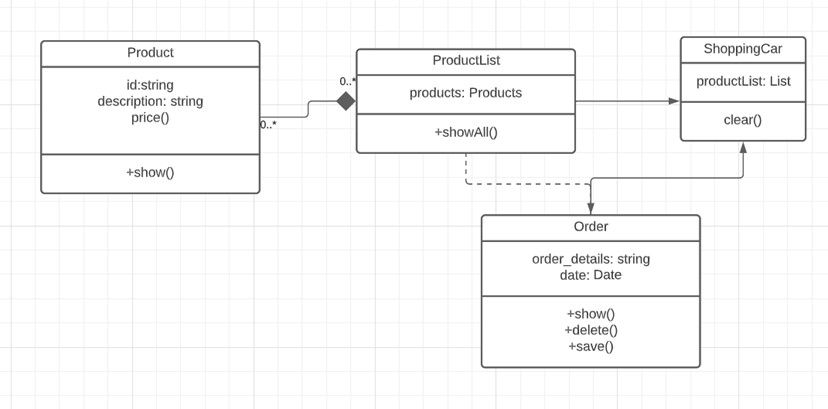 Product
id:string
description: string
price()
+show()
0..*
0..*
ProductList
products: Products
+showAll()
ShoppingCar
productList: List
clear()
Order
order_details: string
date: Date
+show()
+delete()
+save()